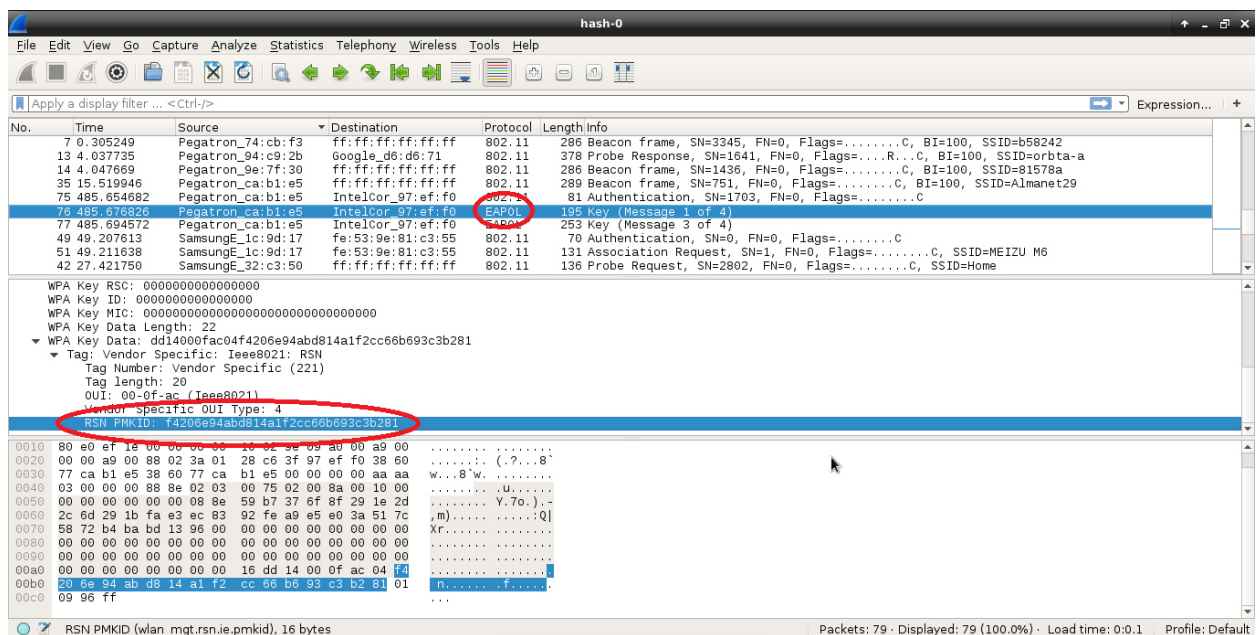 hash-0
File Edit View Go Capture Analyze Statistics Telephony Wireless Tools Help
Apply a display filter ... <Ctrl-/>
Expression... +
No. Time Source Destination Protocol Length Info
7 0.305249 Pegatron_74:cb:f3 ff:ff:ff:ff:ff:ff 802.11 286 Beacon frame, SN=3345, FN=0, Flags=........C, BI=100, SSID=b58242
13 4.037735 Pegatron_94:c9:2b Google_d6:d6:71 802.11 378 Probe Response, SN=1641, FN=0, Flags=....R...C, BI=100, SSID=orbta-a
14 4.047669 Pegatron_9e:7f:30 ff:ff:ff:ff:ff:ff 802.11 286 Beacon frame, SN=1436, FN=0, Flags=........C, BI=100, SSID=81578a
35 15.519946 Pegatron_ca:b1:e5 ff:ff:ff:ff:ff:ff 802.11 289 Beacon frame, SN=751, FN=0, Flags=........C, BI=100, SSID=Almanet29
75 485.654682 Pegatron_ca:b1:e5 IntelCor_97:ef:f0 802.11 81 Authentication, SN=1703, FN=0, Flags=........C
76 485.676826 Pegatron_ca:b1:e5 IntelCor_97:ef:f0 EAPOL 195 Key (Message 1 of 4)
77 485.694572 Pegatron_ca:b1:e5 IntelCor_97:ef:f0 EAPOL 253 Key (Message 3 of 4)
49 49.207613 SamsungE_1c:9d:17 fe:53:9e:81:c3:55 802.11 70 Authentication, SN=0, FN=0, Flags=........C
51 49.211638 SamsungE_1c:9d:17 fe:53:9e:81:c3:55 802.11 131 Association Request, SN=1, FN=0, Flags=........C, SSID=MEIZU M6
42 27.421750 SamsungE_32:c3:50 ff:ff:ff:ff:ff:ff 802.11 136 Probe Request, SN=2802, FN=0, Flags=........C, SSID=Home
WPA Key RSC: 0000000000000000
WPA Key ID: 0000000000000000
WPA Key MIC: 00000000000000000000000000000000
WPA Key Data Length: 22
WPA Key Data: dd14000fac04f4206e94abd814a1f2cc66b693c3b281
Tag: Vendor Specific: Ieee8021: RSN
Tag Number: Vendor Specific (221)
Tag length: 20
OUI: 00-0f-ac (Ieee8021)
Vendor Specific OUI Type: 4
RSN PMKID: f4206e94abd814a1f2cc66b693c3b281
0010 80 e0 ef 1e 00 00 00 00 a0 00 a9 00 ........ ........
0020 00 00 a9 00 88 02 3a 01 28 c6 3f 97 ef f0 38 60 ......:. (.?...8`
0030 77 ca b1 e5 38 60 77 ca b1 e5 00 00 00 00 aa aa w...8`w. ........
0040 03 00 00 00 88 8e 02 03 00 75 02 00 8a 00 10 00 ........ .u......
0050 00 00 00 00 00 00 08 8e 59 b7 37 6f 8f 29 1e 2d ........ Y.7o.).-
0060 2c 6d 29 1b fa e3 ec 83 92 fe a9 e5 e0 3a 51 7c ,m)..... .....:Q|
0070 58 72 b4 ba bd 13 96 00 00 00 00 00 00 00 00 00 Xr...... ........
0080 00 00 00 00 00 00 00 00 00 00 00 00 00 00 00 00 ........ ........
0090 00 00 00 00 00 00 00 00 00 00 00 00 00 00 00 00 ........ ........
00a0 00 00 00 00 00 00 00 00 16 dd 14 00 0f ac 04 f4 ........ ........
00b0 20 6e 94 ab d8 14 a1 f2 cc 66 b6 93 c3 b2 81 01 n...... .f......
00c0 09 96 ff ...
RSN PMKID (wlan_mgt.rsn.ie.pmkid), 16 bytes
Packets: 79 · Displayed: 79 (100.0%) · Load time: 0:0.1
Profile: Default